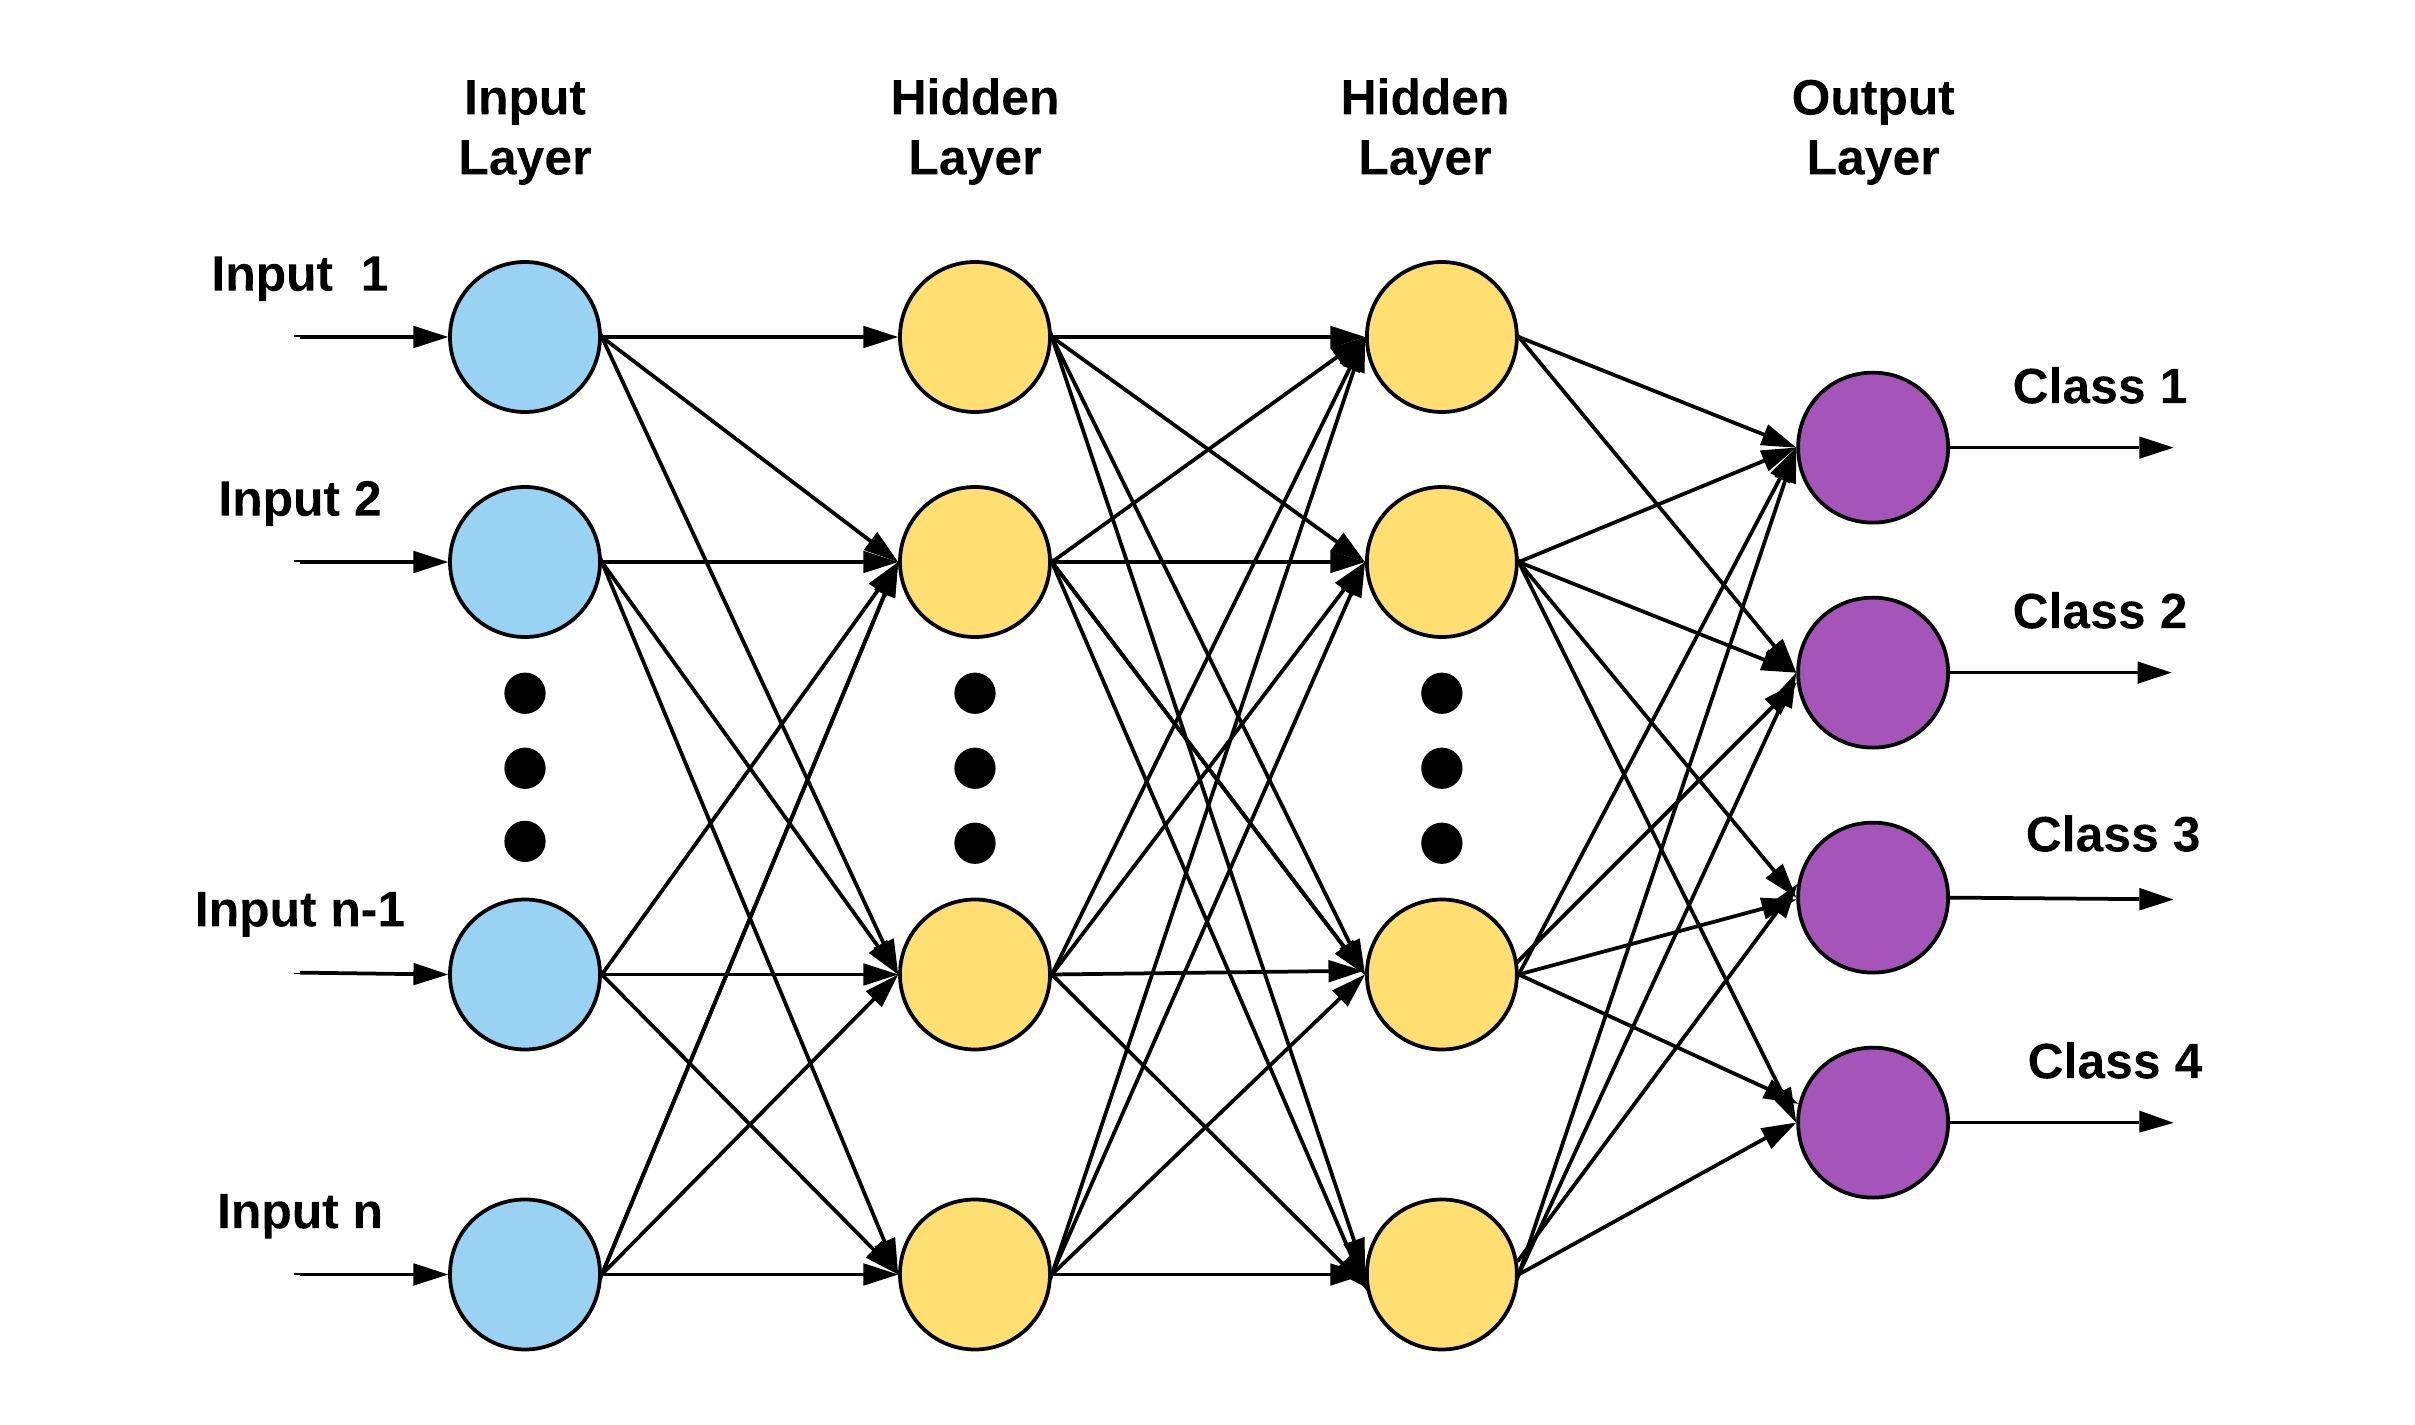 Input
Layer
Hidden
Layer
Hidden
Layer
Output
Layer
Input  1
Input 2
Input n-1
Input n
Class 1
Class 2
Class 3
Class 4